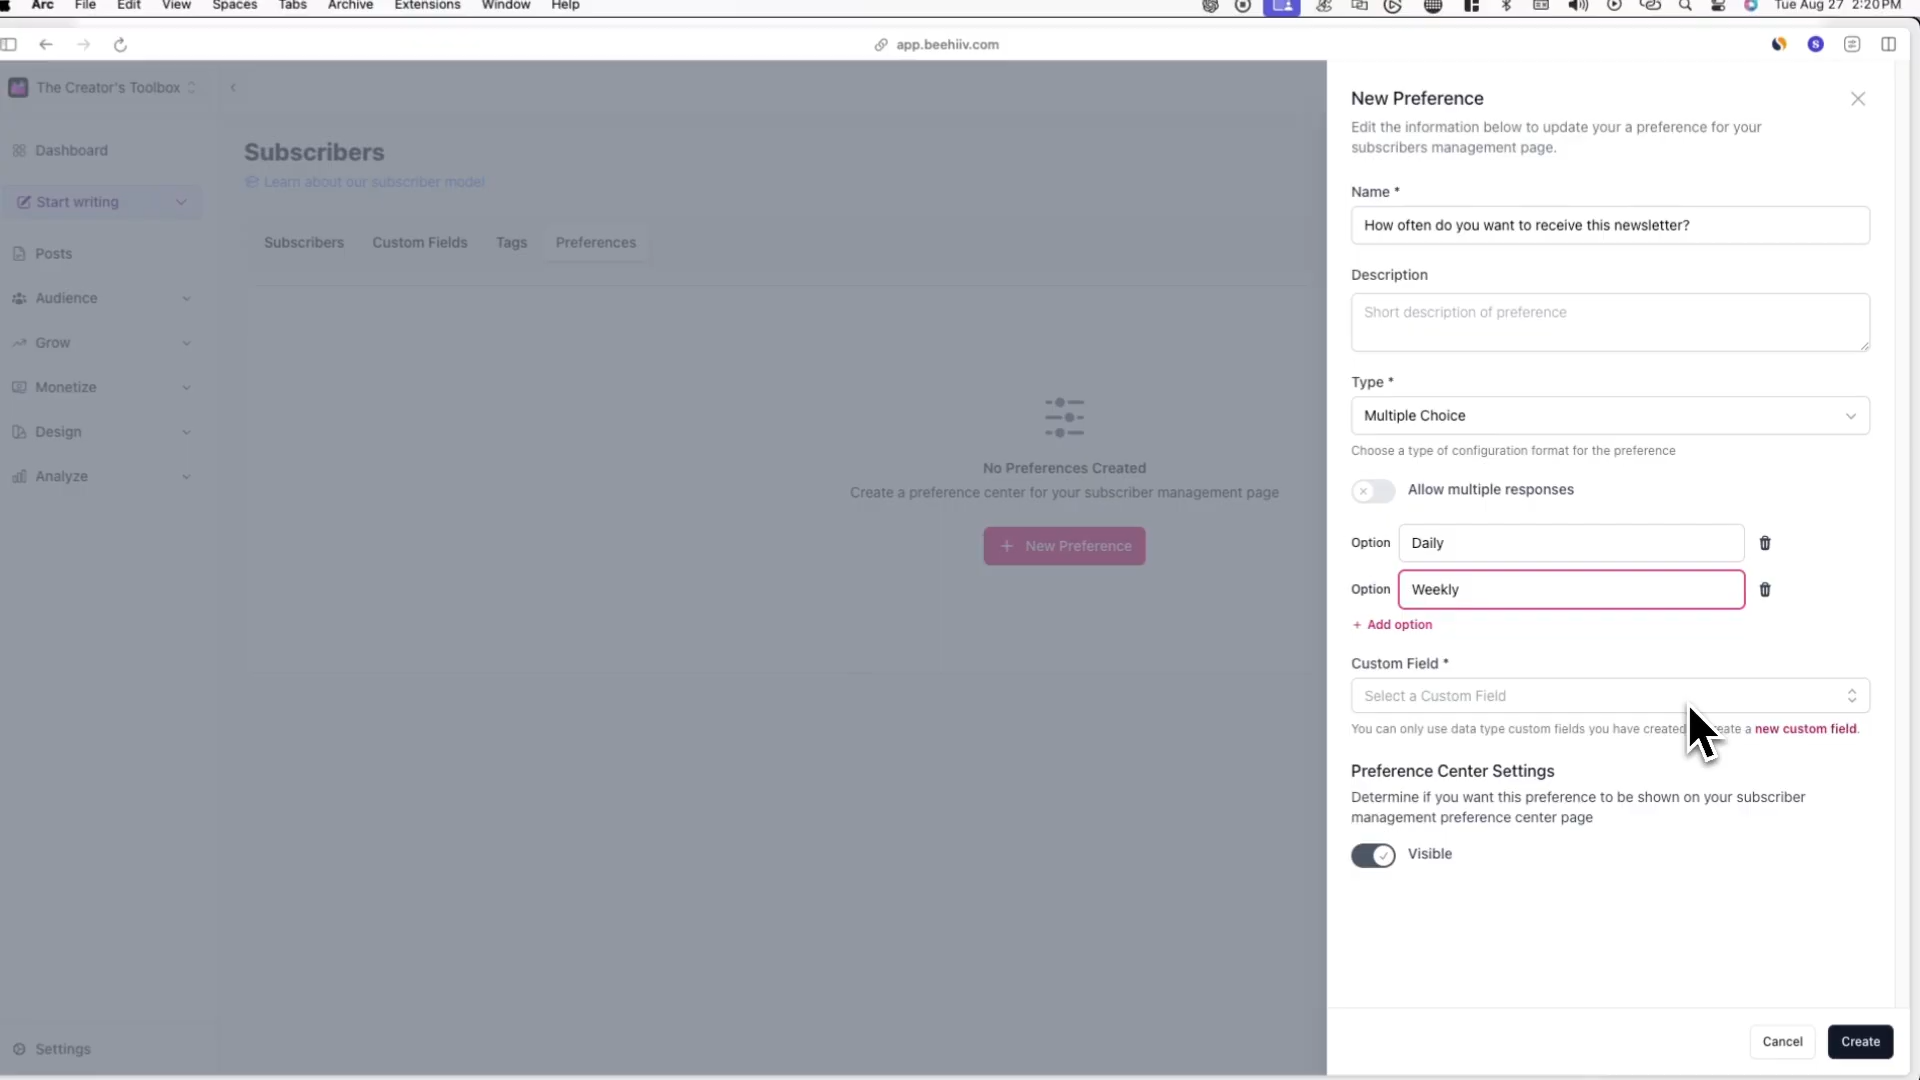 Arc File Edit View Spaces Tabs Archive Extensions Window Help Tue Aug 27 2:20 PM
app.beehiiv.com
S
The Creator's Toolbox
Dashboard
Start writing
Posts
Audience
Grow
Monetize
Design
Analyze
Settings
Subscribers
Learn about our subscriber model
Subscribers Custom Fields Tags Preferences
No Preferences Created
Create a preference center for your subscriber management page
+ New Preference
New Preference
Edit the information below to update your a preference for your
subscribers management page.
Name *
How often do you want to receive this newsletter?
Description
Short description of preference
Type *
Multiple Choice
Choose a type of configuration format for the preference
Allow multiple responses
Option Daily
Option Weekly
+ Add option
Custom Field *
Select a Custom Field
You can only use data type custom fields you have created a new custom field.
Preference Center Settings
Determine if you want this preference to be shown on your subscriber
management preference center page
Visible
Cancel Create